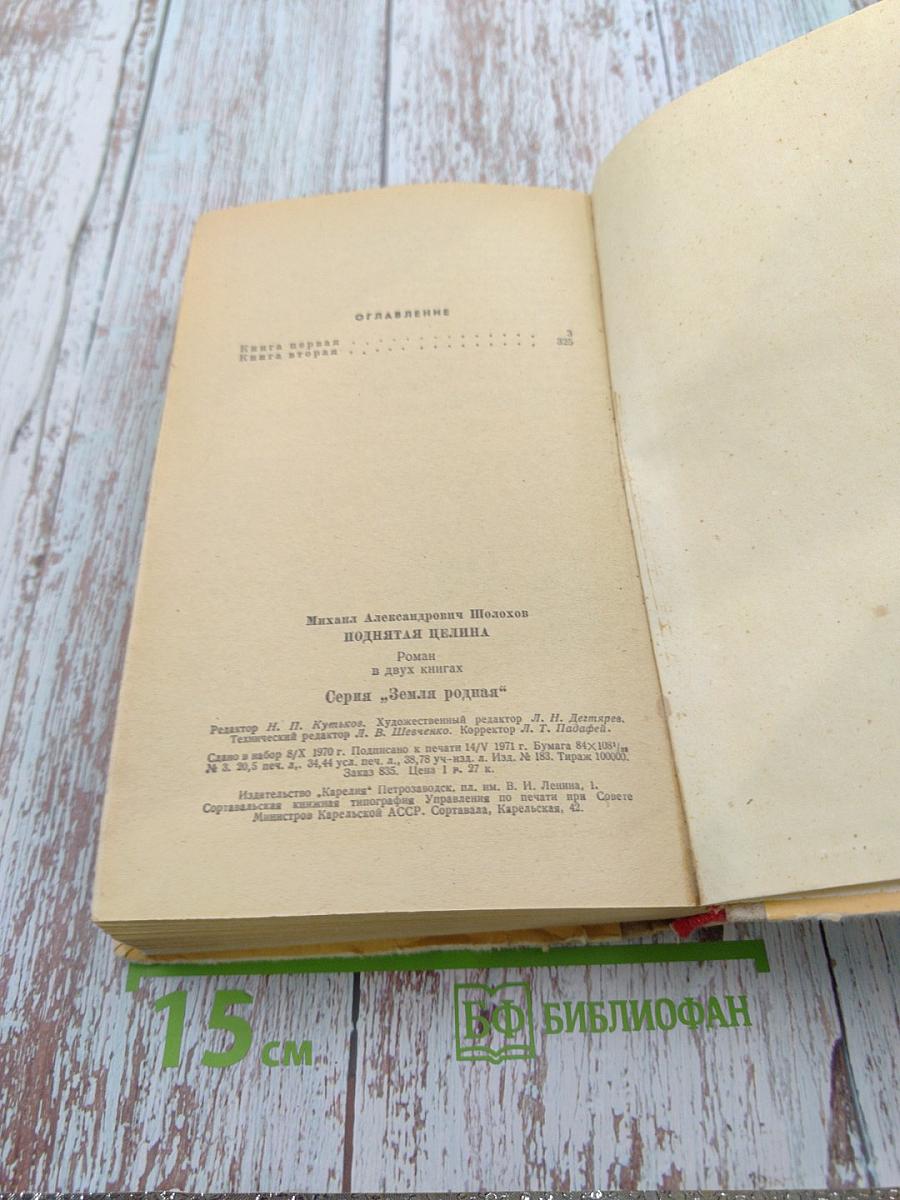 ОГЛАВЛЕНИЕ
Книга первая . . . . . . . . . . . . . 3
Книга вторая . . . . . . . . . . . . . 325
Михаил Александрович Шолохов
ПОДНЯТАЯ ЦЕЛИНА
Роман
в двух книгах
Серия „Земля родная“
Редактор Н. П. Кутьков. Художественный редактор Л. Н. Дегтярев.
Технический редактор Л. В. Шевченко. Корректор Л. Т. Падафей.
Сдано в набор 8/X 1970 г. Подписано к печати 14/V 1971 г. Бумага 84×108¹/₃₂
№ 3. 20,5 печ. л,. 34,44 усл. печ. л., 38,78 уч-изд. л. Изд. № 183. Тираж 100000.
Заказ 835. Цена 1 р. 27 к.
Издательство „Карелия“ Петрозаводск, пл. им. В. И. Ленина, 1.
Сортавальская книжная типография Управления по печати при Совете
Министров Карельской АССР. Сортавала, Карельская, 42.
15 см
БФ БИБЛИОФАН